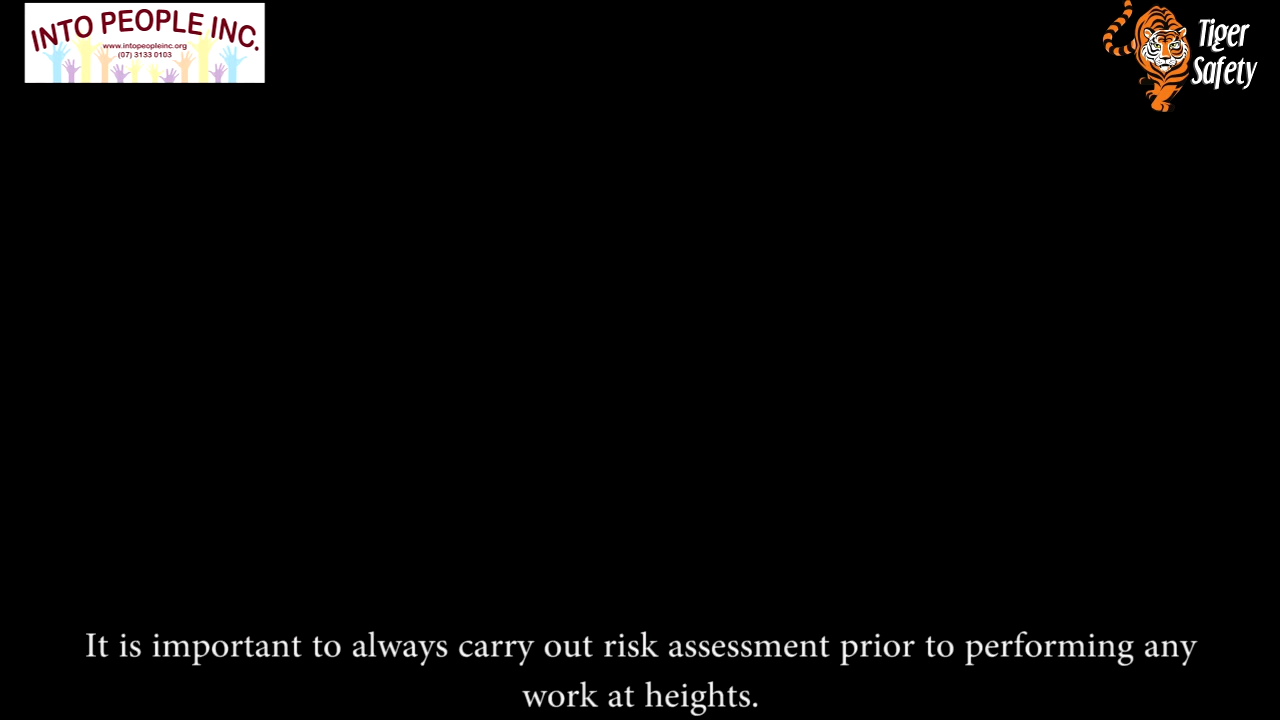 INTO PEOPLE INC.
www.intopeopleinc.org
(07) 3133 0103
Tiger
Safety
It is important to always carry out risk assessment prior to performing any
work at heights.